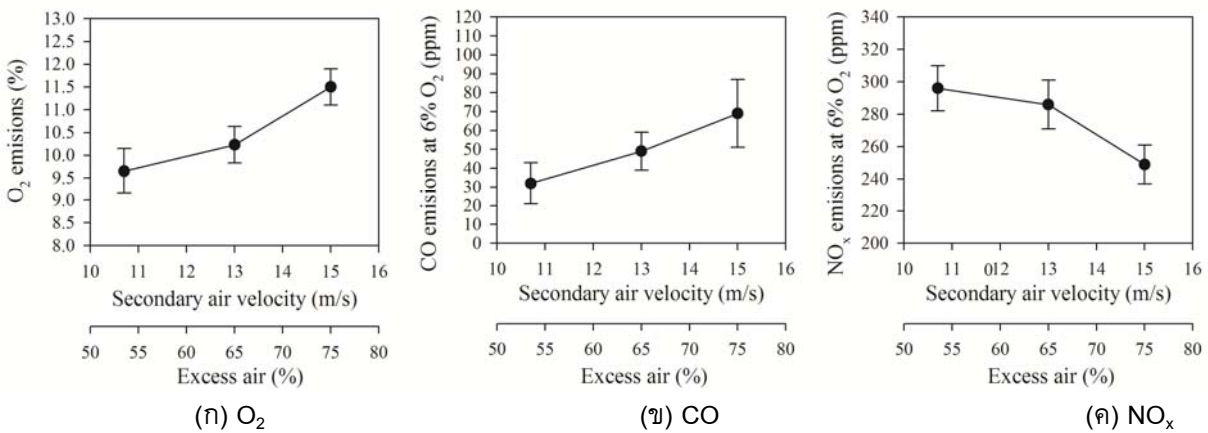 O₂ emissions (%)
13.0
12.5
12.0
11.5
11.0
10.5
10.0
9.5
9.0
8.5
8.0
10 11 12 13 14 15 16
Secondary air velocity (m/s)
50 55 60 65 70 75 80
Excess air (%)
(ก) O₂
CO emissions at 6% O₂ (ppm)
120
110
100
90
80
70
60
50
40
30
20
10
0
10 11 12 13 14 15 16
Secondary air velocity (m/s)
50 55 60 65 70 75 80
Excess air (%)
(ข) CO
NOₓ emissions at 6% O₂ (ppm)
340
320
300
280
260
240
220
200
10 11 012 13 14 15 16
Secondary air velocity (m/s)
50 55 60 65 70 75 80
Excess air (%)
(ค) NOₓ